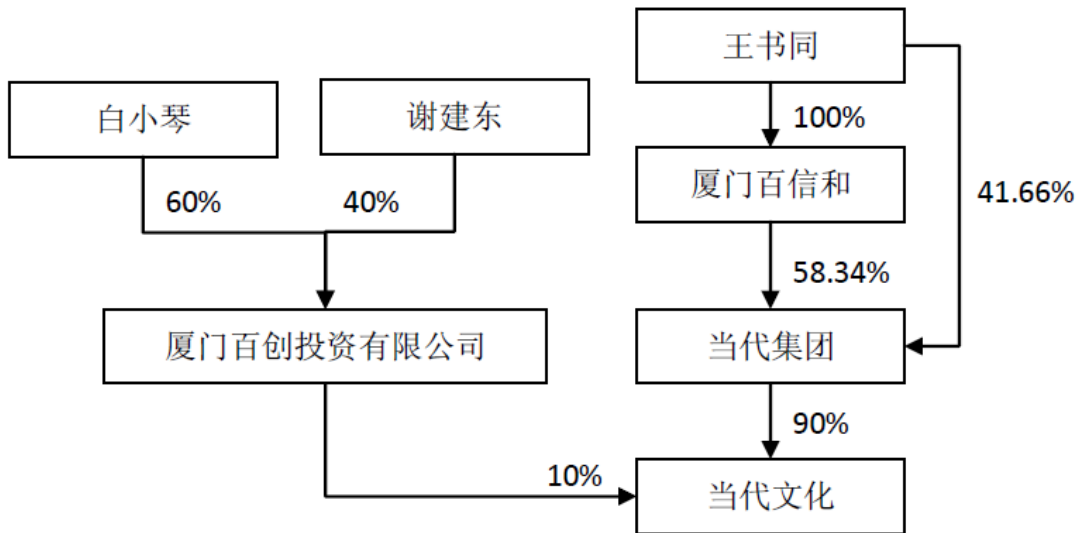 王书同
白小琴
谢建东
100%
60%
40%
厦门百信和
41.66%
58.34%
厦门百创投资有限公司
当代集团
90%
10%
当代文化